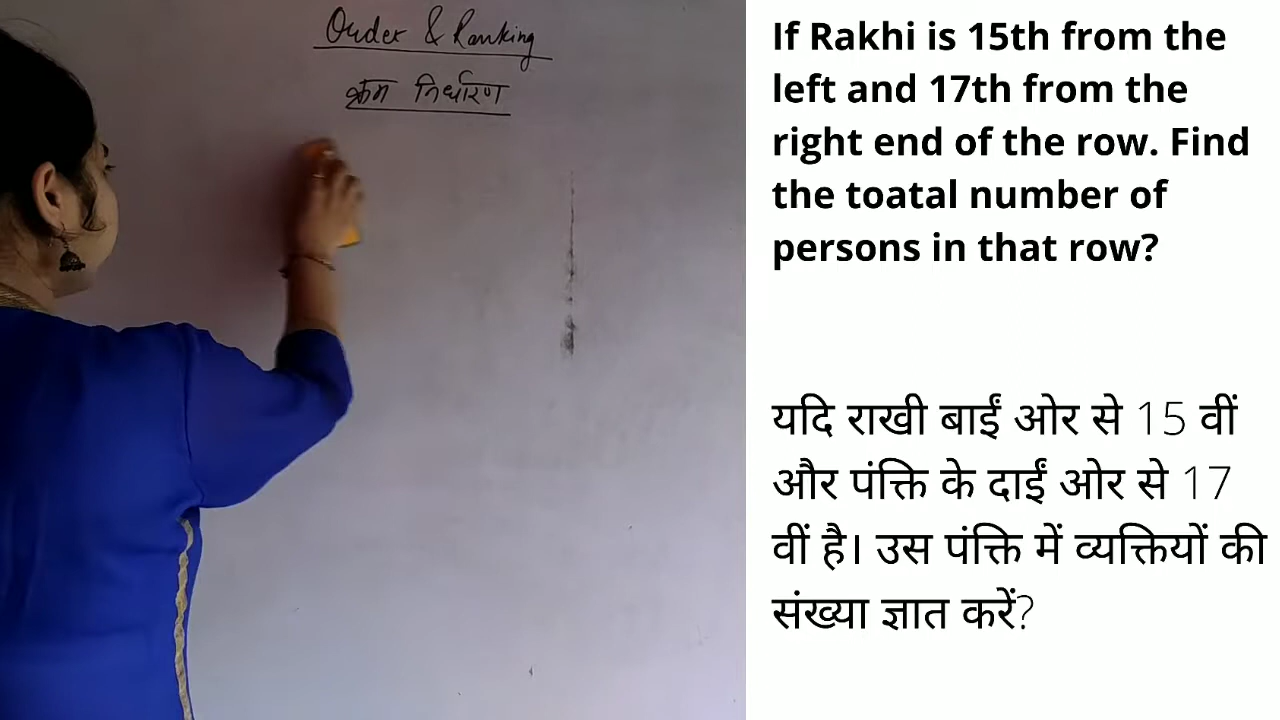 Order & Ranking
क्रम निर्धारण
If Rakhi is 15th from the
left and 17th from the
right end of the row. Find
the toatal number of
persons in that row?
यदि राखी बाईं ओर से 15 वीं
और पंक्ति के दाईं ओर से 17
वीं है। उस पंक्ति में व्यक्तियों की
संख्या ज्ञात करें?